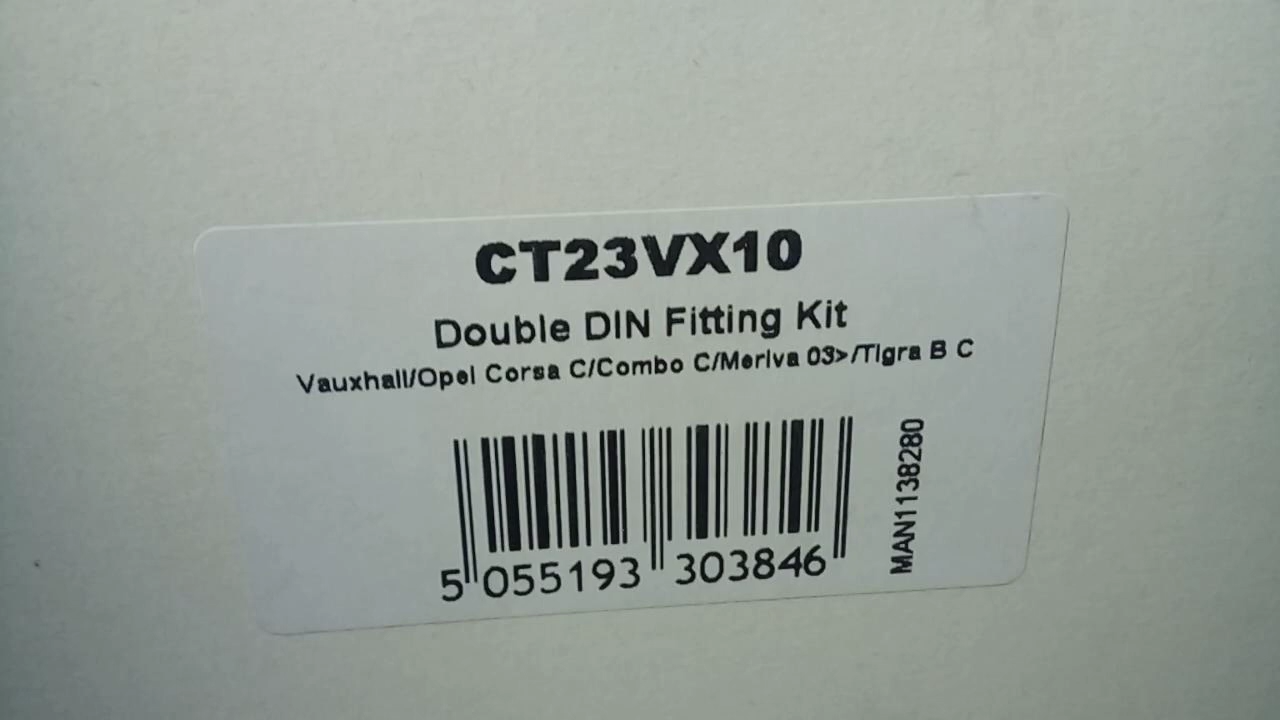 CT23VX10
Double DIN Fitting Kit
Vauxhall/Opel Corsa C/Combo C/Meriva 03>/Tigra B C
5 055193 303846
MAN1138280